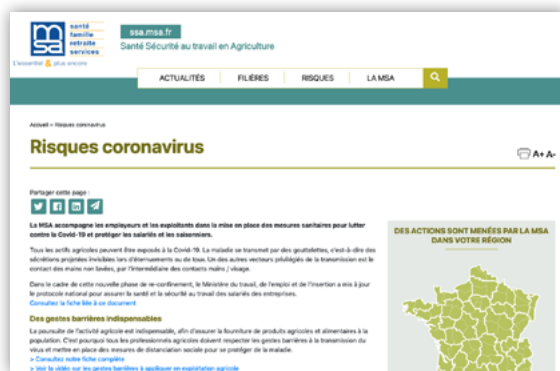 msa
santé
famille
retraite
services
L'essentiel & plus encore
ssa.msa.fr
Santé Sécurité au travail en Agriculture
ACTUALITÉS FILIÈRES RISQUES LA MSA
Accueil > Risques coronavirus
Risques coronavirus
A+ A-
Partager cette page :
La MSA accompagne les employeurs et les exploitants dans la mise en place des mesures sanitaires pour lutter
contre la Covid-19 et protéger les salariés et les saisonniers.
Tous les actifs agricoles peuvent être exposés à la Covid-19. La maladie se transmet par des gouttelettes, c'est-à-dire des
sécrétions projetées invisibles lors d'éternuements ou de toux. Un des autres vecteurs privilégiés de la transmission est le
contact des mains non lavées, par l'intermédiaire des contacts mains / visage.
Dans le cadre de cette nouvelle phase de re-confinement, le Ministère du travail, de l'emploi et de l'insertion a mis à jour
le protocole national pour assurer la santé et la sécurité au travail des salariés des entreprises.
Consultez la fiche liée à ce document
Des gestes barrières indispensables
La poursuite de l'activité agricole est indispensable, afin d'assurer la fourniture de produits agricoles et alimentaires à la
population. C'est pourquoi tous les professionnels agricoles doivent respecter les gestes barrières à la transmission du
virus et mettre en place des mesures de distanciation sociale pour se protéger de la maladie.
> Consultez notre fiche complète
> Voir la vidéo sur les gestes barrières à appliquer en exploitation agricole
DES ACTIONS SONT MENÉES PAR LA MSA
DANS VOTRE RÉGION